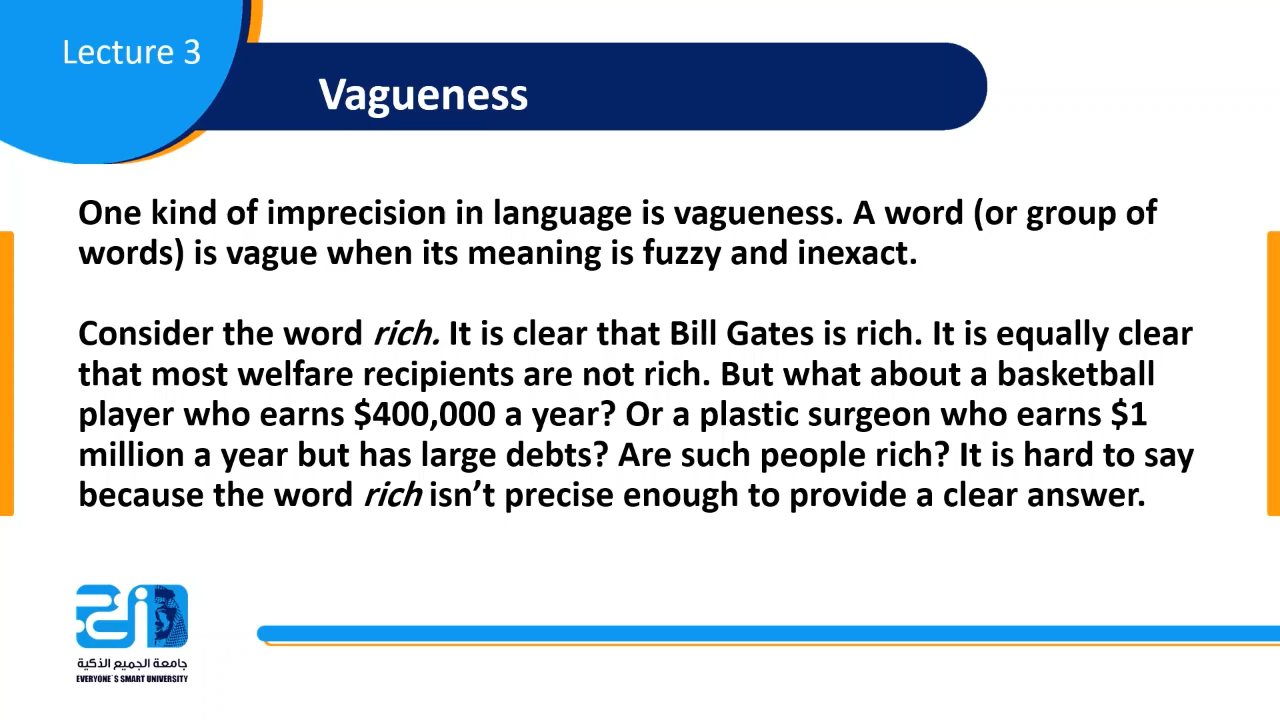 Lecture 3
Vagueness
One kind of imprecision in language is vagueness. A word (or group of
words) is vague when its meaning is fuzzy and inexact.
Consider the word rich. It is clear that Bill Gates is rich. It is equally clear
that most welfare recipients are not rich. But what about a basketball
player who earns $400,000 a year? Or a plastic surgeon who earns $1
million a year but has large debts? Are such people rich? It is hard to say
because the word rich isn’t precise enough to provide a clear answer.
جامعة الجميع الذكية
EVERYONE`S SMART UNIVERSITY